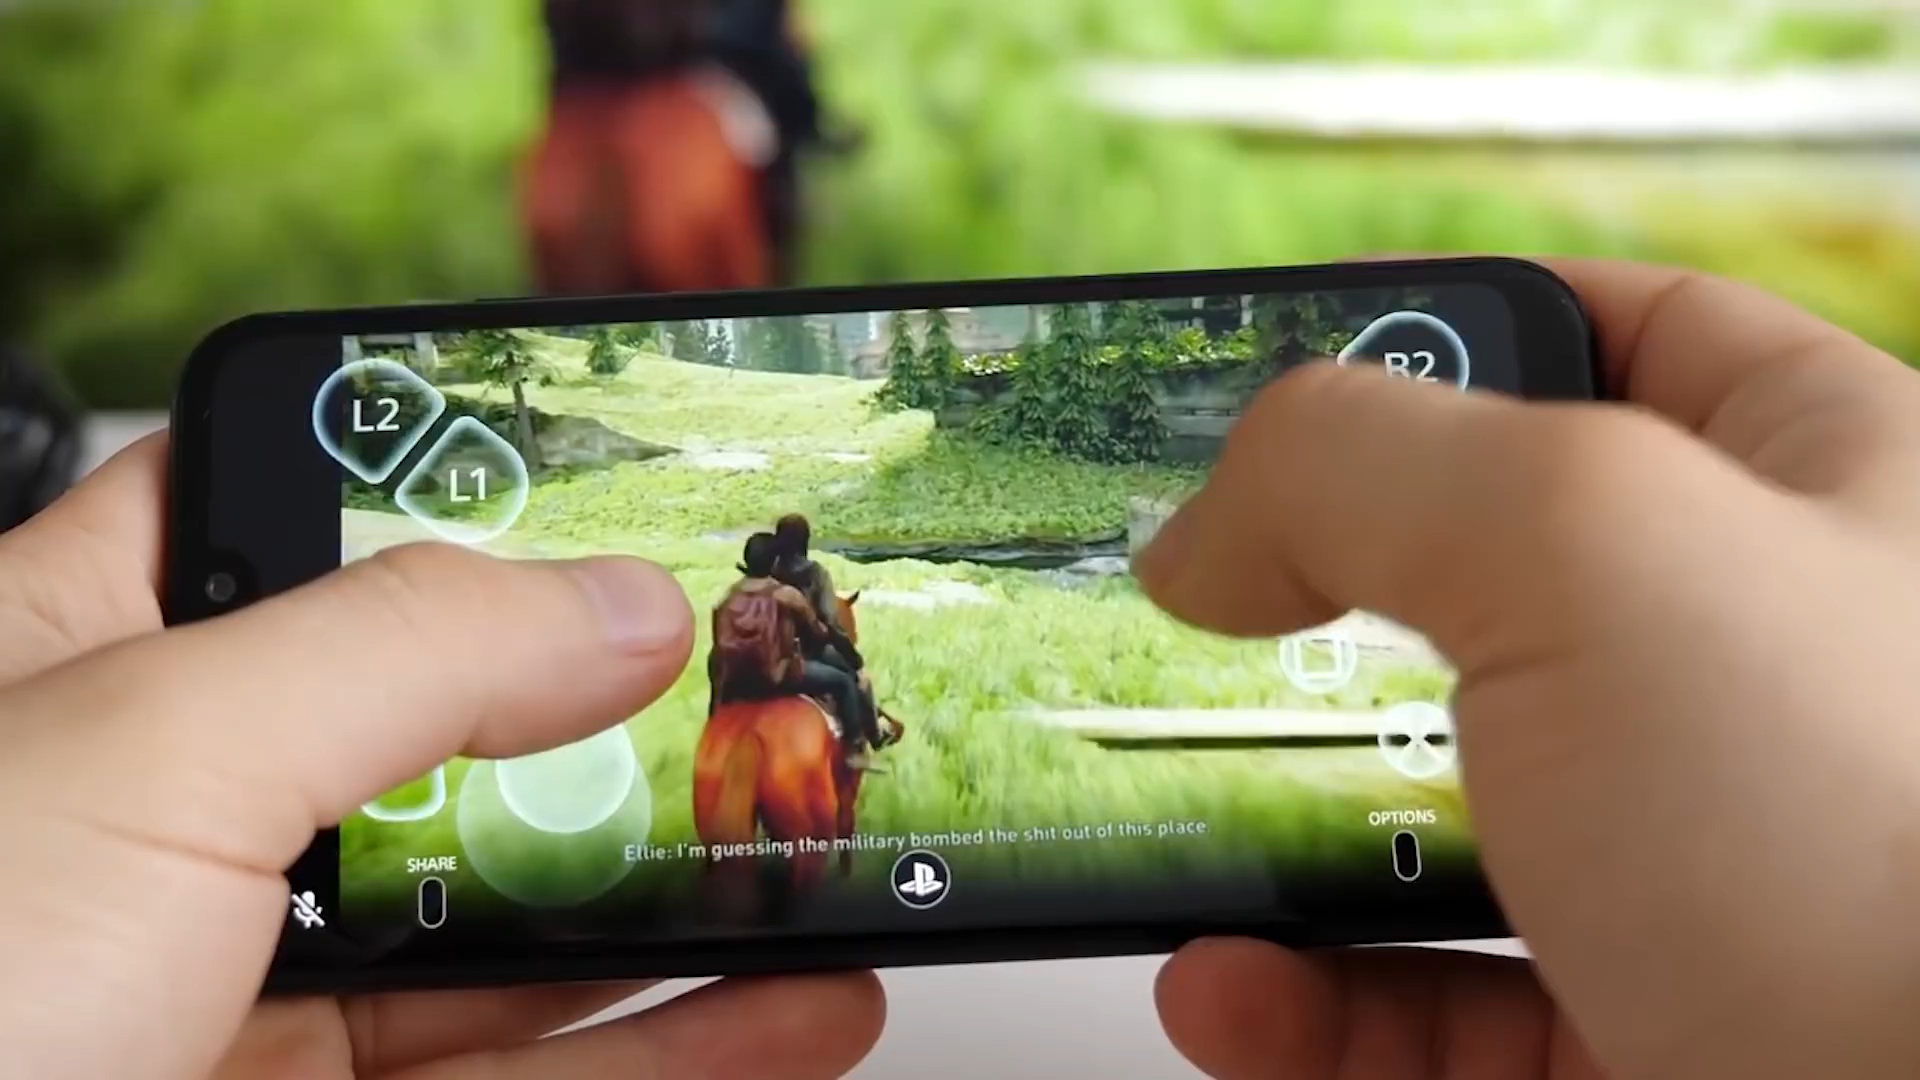 R2
L2
L1
OPTIONS
Ellie: I'm guessing the military bombed the shit out of this place.
SHARE